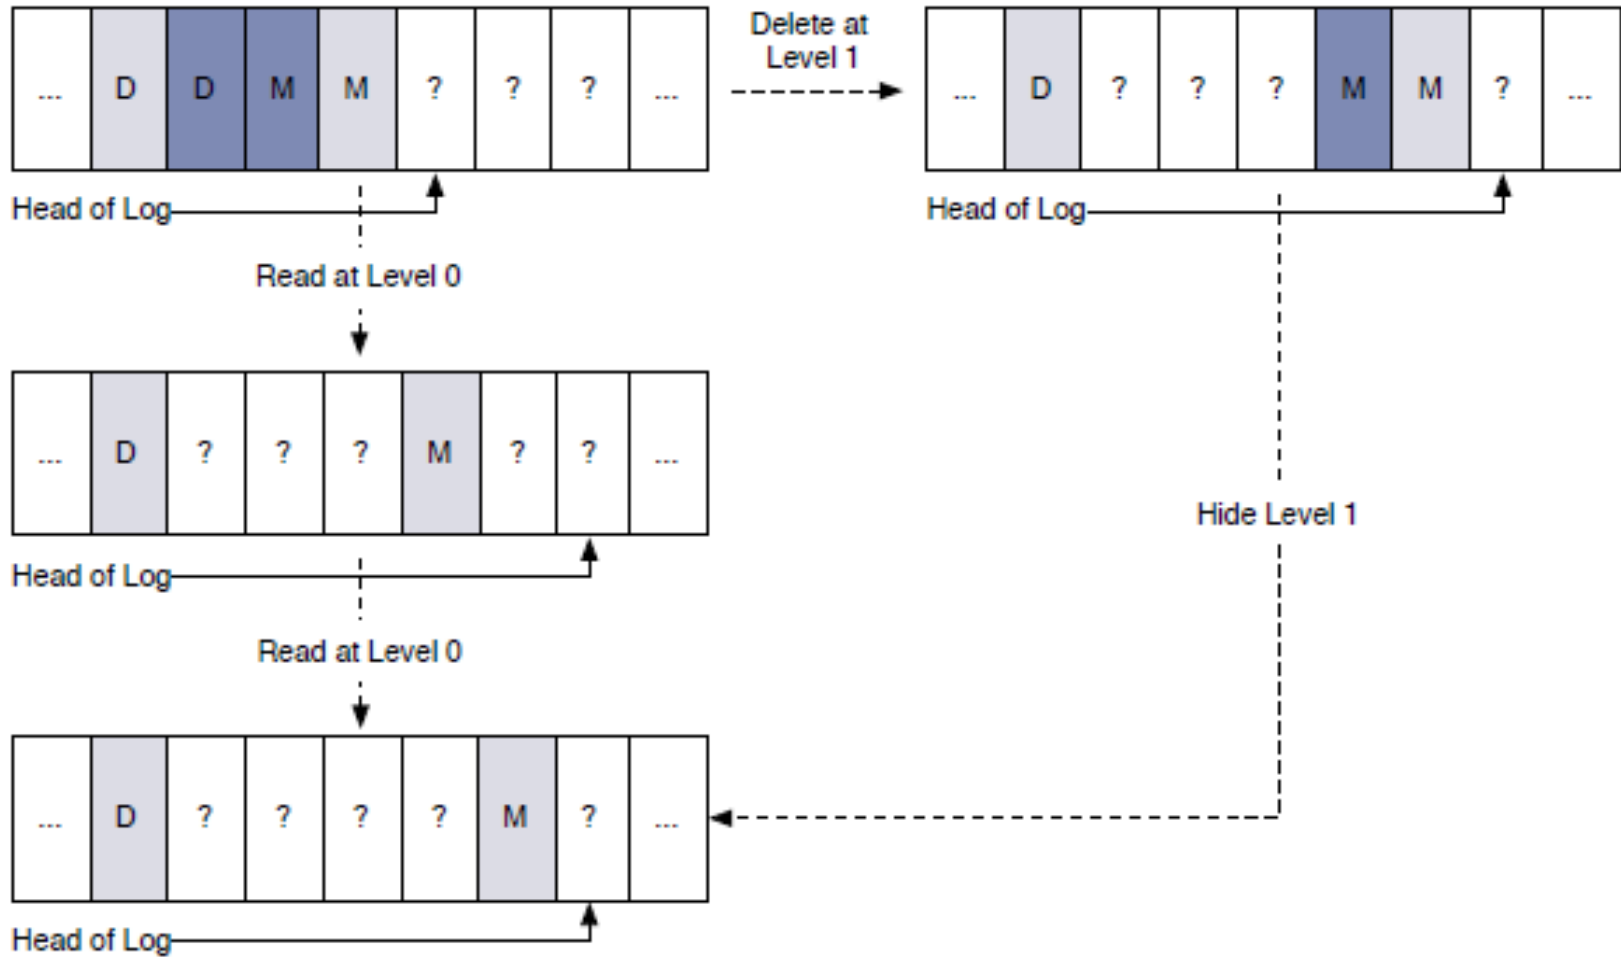 ... D D M M ? ? ? ...
Delete at
Level 1
... D ? ? ? M M ? ...
Head of Log
Head of Log
Read at Level 0
... D ? ? ? M ? ? ...
Hide Level 1
Head of Log
Read at Level 0
... D ? ? ? ? M ? ...
Head of Log